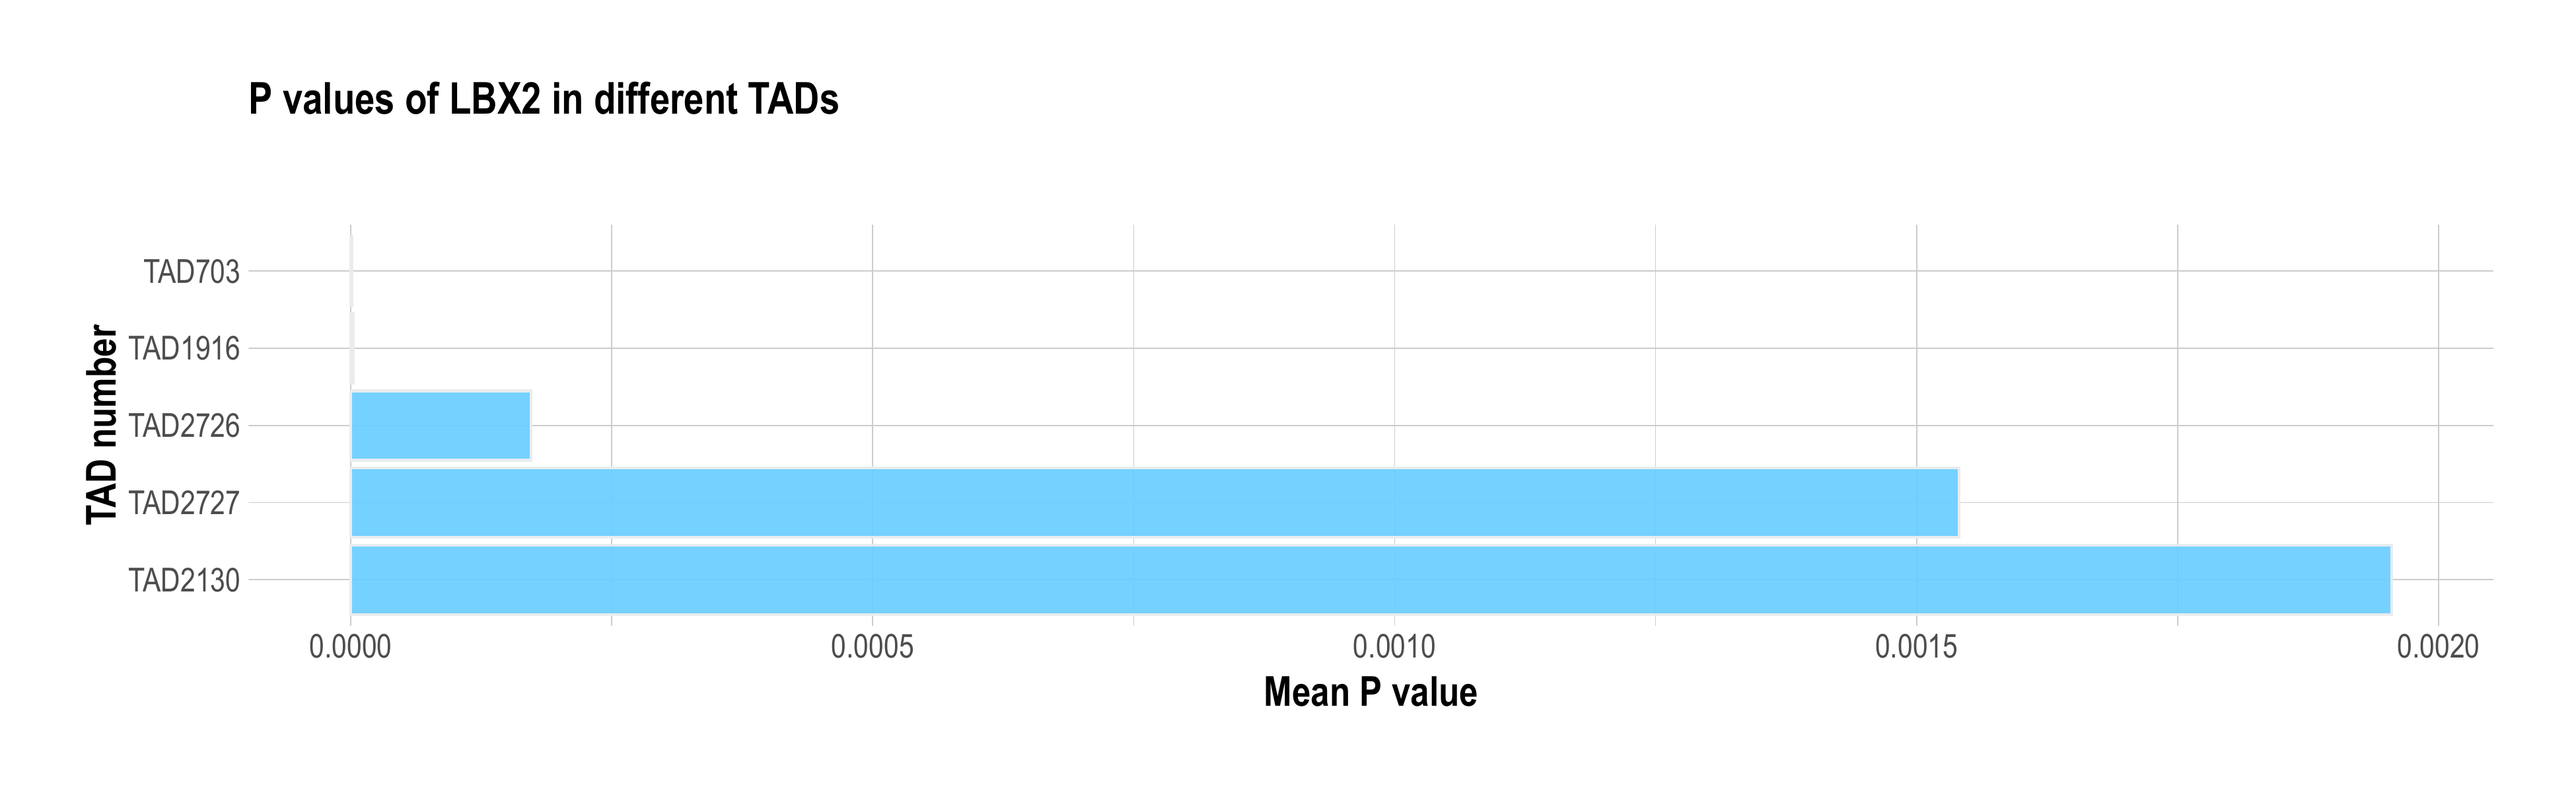 P values of LBX2 in different TADs
TAD number
TAD703
TAD1916
TAD2726
TAD2727
TAD2130
0.0000 0.0005 0.0010 0.0015 0.0020
Mean P value